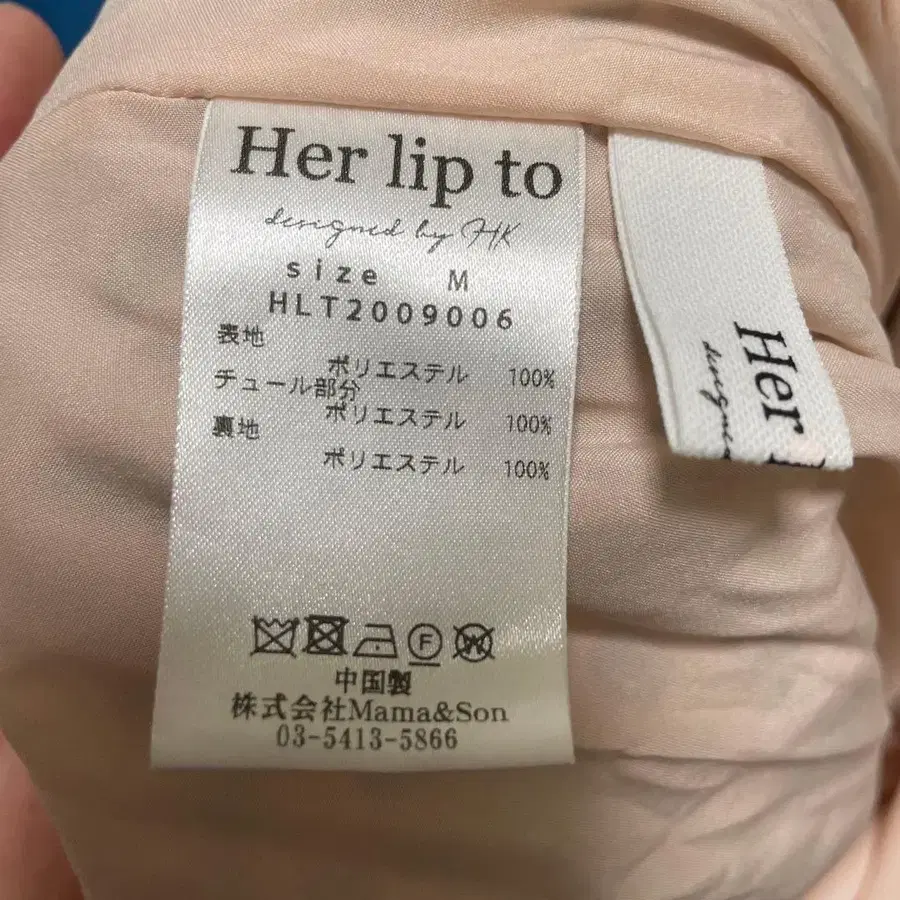 Her lip to
designed by HK
size M
HLT2009006
表地
ポリエステル 100%
チュール部分
ポリエステル 100%
裏地
ポリエステル 100%
F W
中国製
株式会社Mama&Son
03-5413-5866
Her
designed